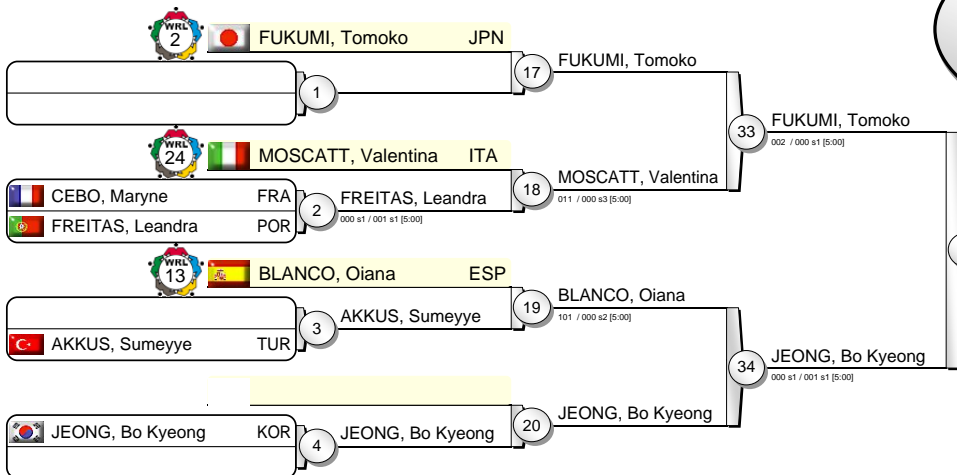 WRL
2
FUKUMI, Tomoko JPN
17
FUKUMI, Tomoko
1
33
FUKUMI, Tomoko
002 / 000 s1 [5:00]
WRL
24
MOSCATT, Valentina ITA
CEBO, Maryne FRA
FREITAS, Leandra POR
2
FREITAS, Leandra
000 s1 / 001 s1 [5:00]
18
MOSCATT, Valentina
011 / 000 s3 [5:00]
WRL
13
BLANCO, Oiana ESP
AKKUS, Sumeyye TUR
3
AKKUS, Sumeyye
19
BLANCO, Oiana
101 / 000 s2 [5:00]
34
JEONG, Bo Kyeong
000 s1 / 001 s1 [5:00]
JEONG, Bo Kyeong KOR
4
JEONG, Bo Kyeong
20
JEONG, Bo Kyeong